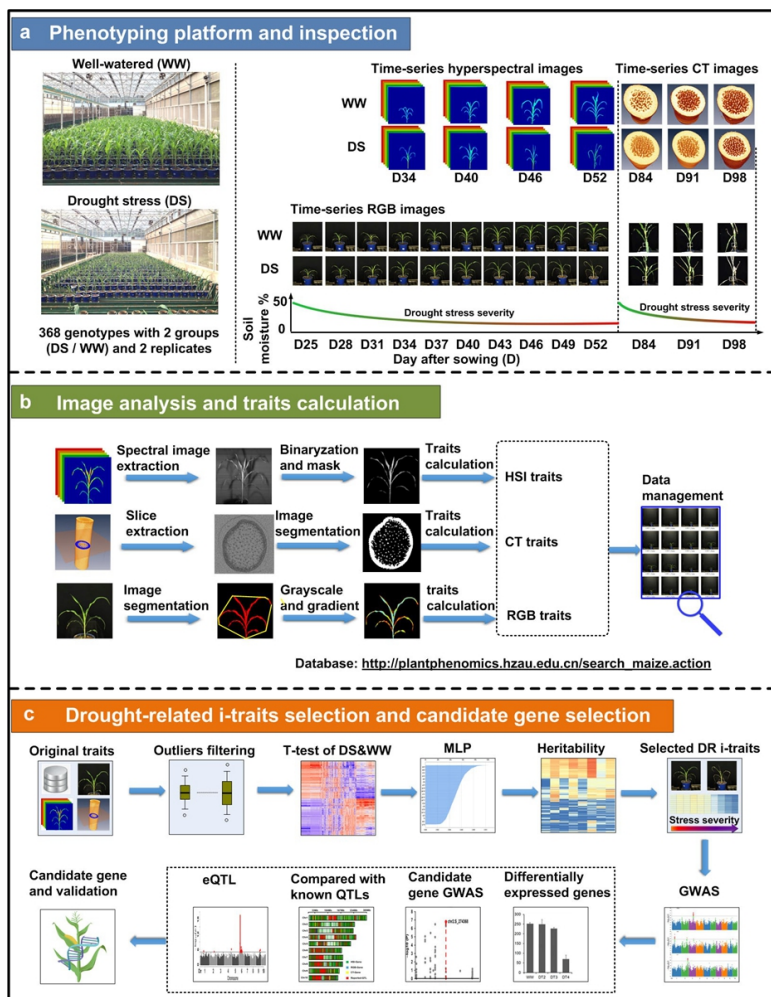 a Phenotyping platform and inspection
Well-watered (WW)
Drought stress (DS)
368 genotypes with 2 groups
(DS / WW) and 2 replicates
Time-series hyperspectral images
Time-series CT images
WW
DS
D34 D40 D46 D52 D84 D91 D98
Time-series RGB images
WW
DS
Soil
moisture %
50
0
Drought stress severity
Drought stress severity
D25 D28 D31 D34 D37 D40 D43 D46 D49 D52 D84 D91 D98
Day after sowing (D)
b Image analysis and traits calculation
Spectral image
extraction
Binaryzation
and mask
Traits
calculation
HSI traits
Slice
extraction
Image
segmentation
Traits
calculation
CT traits
Image
segmentation
Grayscale
and gradient
traits
calculation
RGB traits
Data
management
Database: http://plantphenomics.hzau.edu.cn/search_maize.action
c Drought-related i-traits selection and candidate gene selection
Original traits
Outliers filtering
T-test of DS&WW
MLP
Heritability
Selected DR i-traits
Stress severity
GWAS
Differentially
expressed genes
Candidate
gene GWAS
Compared with
known QTLs
eQTL
Candidate gene
and validation